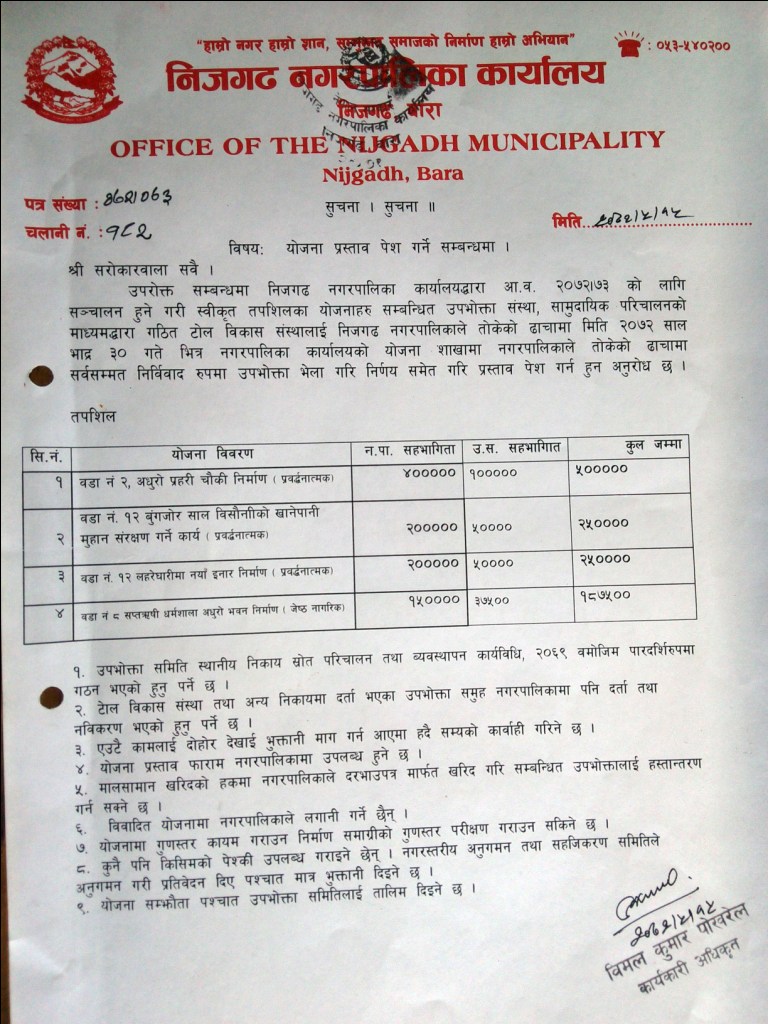 "हाम्रो नगर हाम्रो ज्ञान, समाजको निर्माण हाम्रो अभियान"
: ०५३-५४०२००
निजगढ नगरपालिका कार्यालय
निजगढ बारा
OFFICE OF THE NIJGADH MUNICIPALITY
Nijgadh, Bara
पत्र संख्या :
सुचना । सुचना ॥
मिति २०७२/५/१५
चलानी नं. : १८२
विषय: योजना प्रस्ताव पेश गर्ने सम्बन्धमा ।
श्री सरोकारवाला सवै ।
उपरोक्त सम्बन्धमा निजगढ नगरपालिका कार्यालयद्धारा आ.व. २०७२।७३ को लागि
सञ्चालन हुने गरी स्वीकृत तपशिलका योजनाहरु सम्बन्धित उपभोक्ता संस्था, सामुदायिक परिचालनको
माध्यमद्धारा गठित टोल विकास संस्थालाई निजगढ नगरपालिकाले तोकेको ढाचामा मिति २०७२ साल
भाद्र ३० गते भित्र नगरपालिका कार्यालयको योजना शाखामा नगरपालिकाले तोकेको ढाचामा
सर्वसम्मत निर्विवाद रुपमा उपभोक्ता भेला गरि निर्णय समेत गरि प्रस्ताव पेश गर्न हुन अनुरोध छ ।
तपशिल
सि.नं. योजना विवरण न.पा. सहभागिता उ.स. सहभागिात कुल जम्मा
१ वडा नं २, अधुरो प्रहरी चौकी निर्माण ( प्रवर्द्धनात्मक) ४००००० १००००० ५०००००
वडा नं. १२ बुंगजोर साल विसौनीको खानेपानी
२ मुहान संरक्षण गर्ने कार्य ( प्रवर्द्धनात्मक) २००००० ५०००० २५००००
३ वडा नं. १२ लहरेघारीमा नयाँ इनार निर्माण ( प्रवर्द्धनात्मक) २००००० ५०००० २५००००
४ वडा नं ८ सप्तऋषी धर्मशाला अधुरो भवन निर्माण ( जेष्ठ नागरिक) १५०००० ३७५०० १८७५००
१. उपभोक्ता समिति स्थानीय निकाय स्रोत परिचालन तथा व्यवस्थापन कार्यविधि, २०६९ वमोजिम पारदर्शिरुपमा
गठन भएको हुनु पर्ने छ ।
२. टोल विकास संस्था तथा अन्य निकायमा दर्ता भएका उपभोक्ता समुह नगरपालिकामा पनि दर्ता तथा
नविकरण भएको हुनु पर्ने छ ।
३. एउटै कामलाई दोहोर देखाई भुक्तानी माग गर्न आएमा हदै सम्यको कार्वाही गरिने छ ।
४. योजना प्रस्ताव फाराम नगरपालिकामा उपलब्ध हुने छ ।
५. मालसामान खरिदको हकमा नगरपालिकाले दरभाउपत्र मार्फत खरिद गरि सम्बन्धित उपभोक्तालाई हस्तान्तरण
गर्न सक्ने छ ।
६. विवादित योजनामा नगरपालिकाले लगानी गर्ने छैन् ।
७. योजनामा गुणस्तर कायम गराउन निर्माण समाग्रीको गुणस्तर परीक्षण गराउन सकिने छ ।
८. कुनै पनि किसिमको पेश्की उपलब्ध गराइने छेन् । नगरस्तरीय अनुगमन तथा सहजिकरण समितिले
अनुगमन गरी प्रतिवेदन दिए पश्चात मात्र भुक्तानी दिइने छ ।
९. योजना सम्झौता पश्चात उपभोक्ता समितिलाई तालिम दिइने छ ।
२०७२/५/१५
विमल कुमार पोखरेल
कार्यकारी अधिकृत